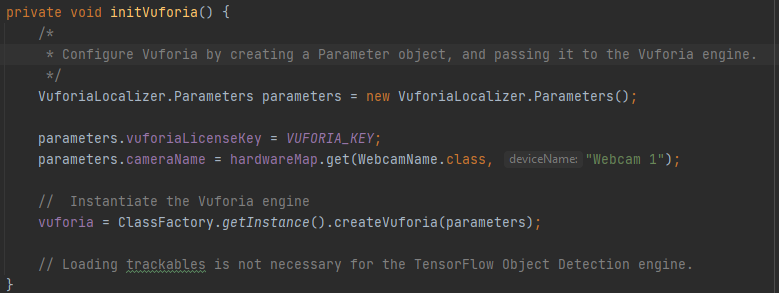 private void initVuforia() {
/*
* Configure Vuforia by creating a Parameter object, and passing it to the Vuforia engine.
*/
VuforiaLocalizer.Parameters parameters = new VuforiaLocalizer.Parameters();
parameters.vuforiaLicenseKey = VUFORIA_KEY;
parameters.cameraName = hardwareMap.get(WebcamName.class, deviceName: "Webcam 1");
//  Instantiate the Vuforia engine
vuforia = ClassFactory.getInstance().createVuforia(parameters);
// Loading trackables is not necessary for the TensorFlow Object Detection engine.
}